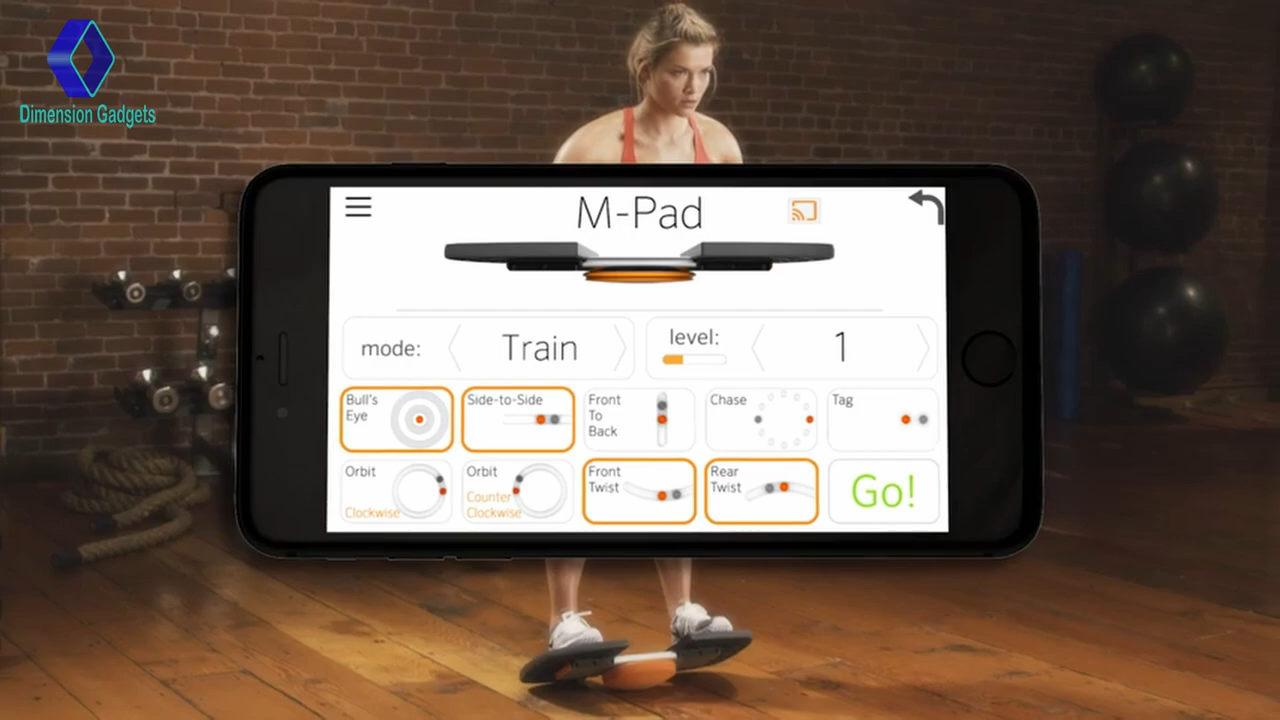 Dimension Gadgets
M-Pad
mode:
Train
level:
1
Bull's
Eye
Side-to-Side
Front
To
Back
Chase
Tag
Orbit
Clockwise
Orbit
Counter
Clockwise
Front
Twist
Rear
Twist
Go!